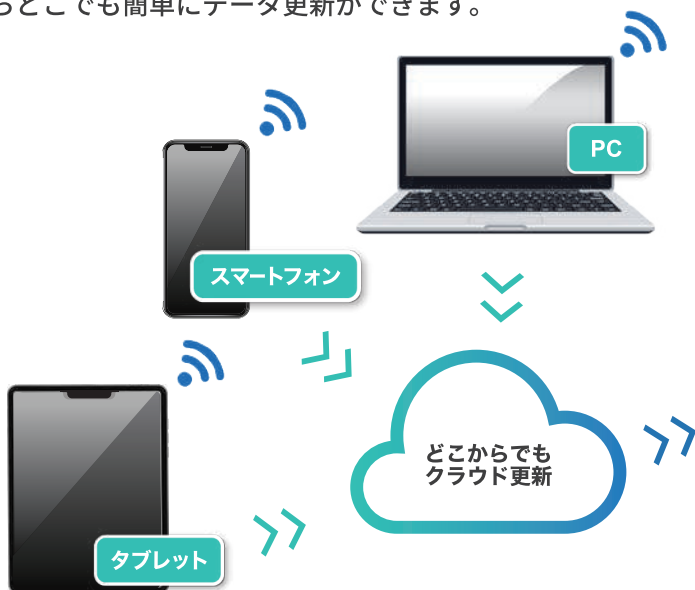 どこでも簡単にデータ更新ができます。
PC
スマートフォン
どこからでも
クラウド更新
タブレット